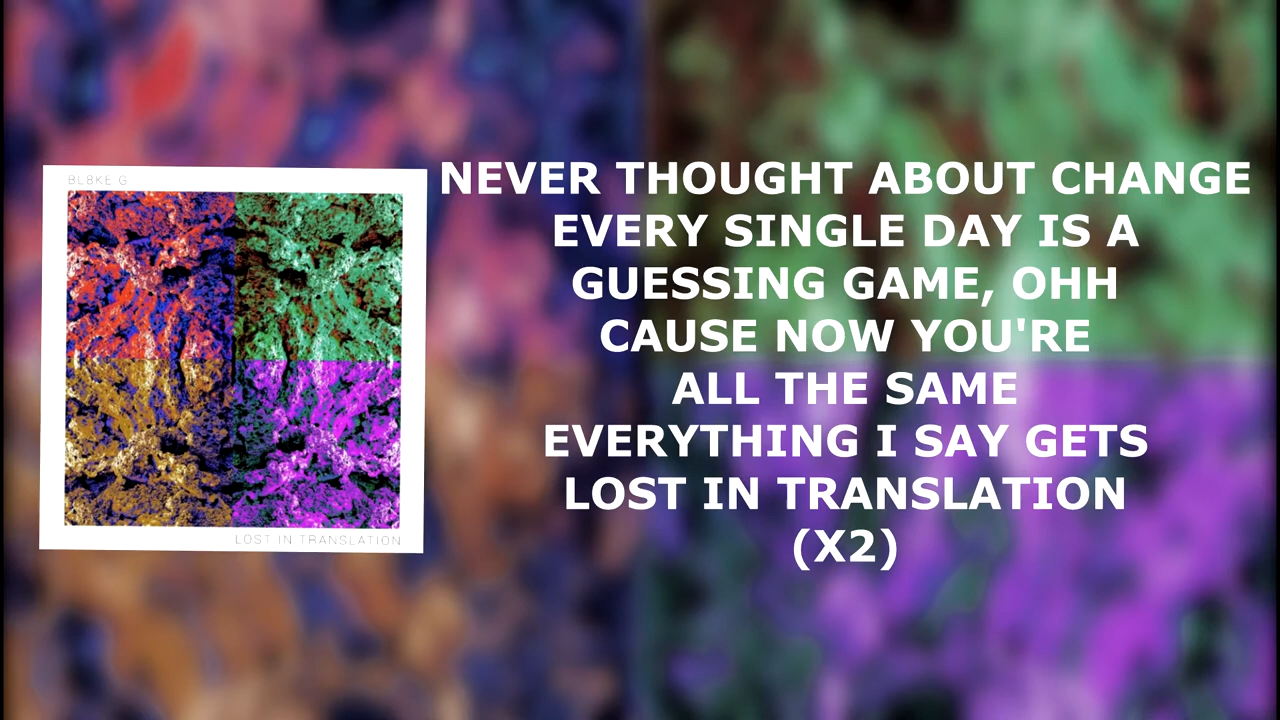 BL8KE G
LOST IN TRANSLATION
NEVER THOUGHT ABOUT CHANGE
EVERY SINGLE DAY IS A
GUESSING GAME, OHH
CAUSE NOW YOU'RE
ALL THE SAME
EVERYTHING I SAY GETS
LOST IN TRANSLATION
(X2)